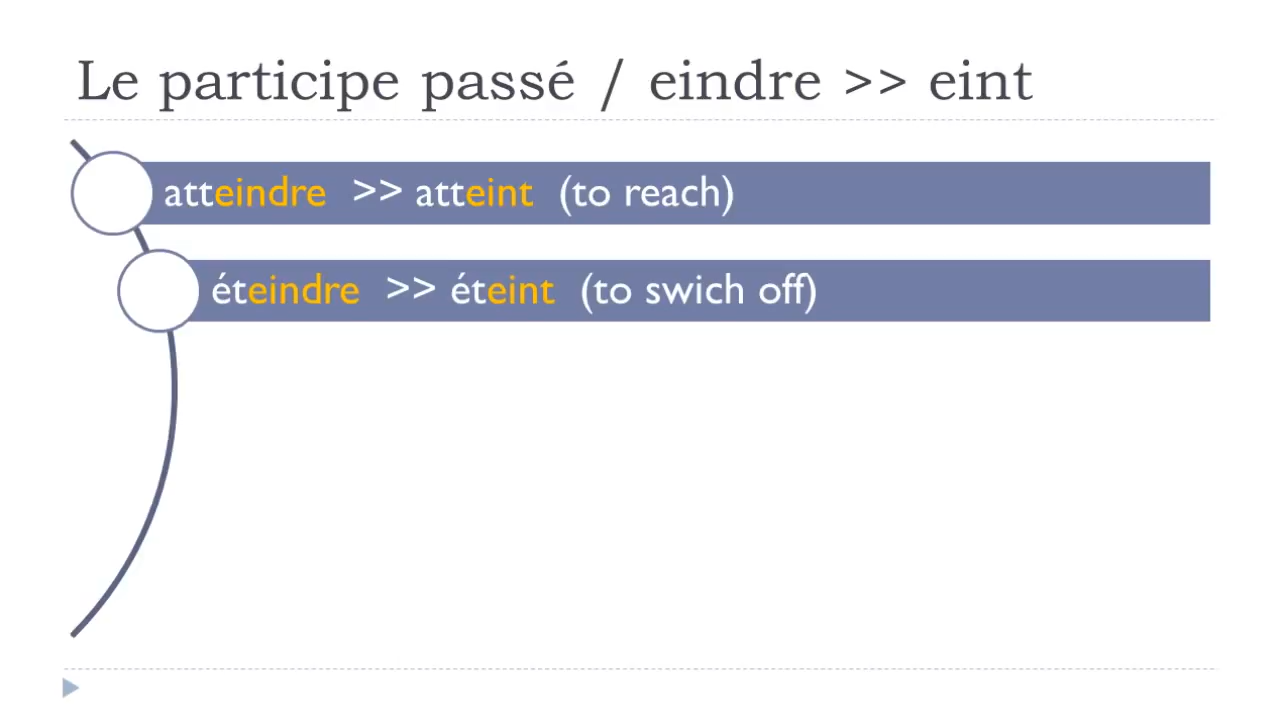 Le participe passé / eindre >> eint
atteindre >> atteint (to reach)
éteindre >> éteint (to swich off)